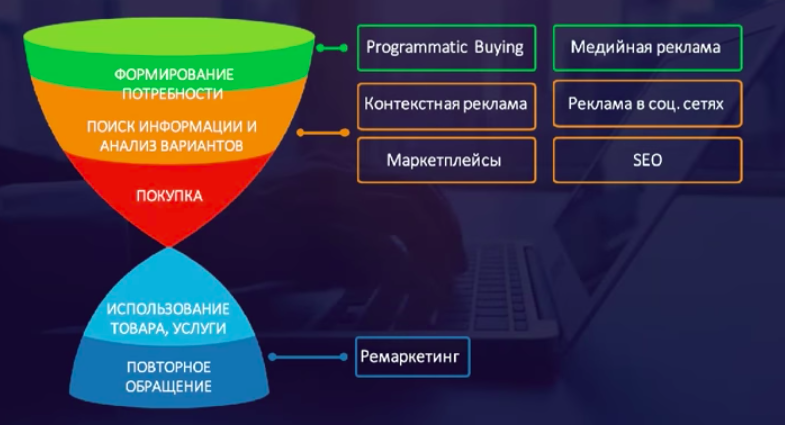 ФОРМИРОВАНИЕ
ПОТРЕБНОСТИ
ПОИСК ИНФОРМАЦИИ И
АНАЛИЗ ВАРИАНТОВ
ПОКУПКА
ИСПОЛЬЗОВАНИЕ
ТОВАРА, УСЛУГИ
ПОВТОРНОЕ
ОБРАЩЕНИЕ
Programmatic Buying
Медийная реклама
Контекстная реклама
Реклама в соц. сетях
Маркетплейсы
SEO
Ремаркетинг